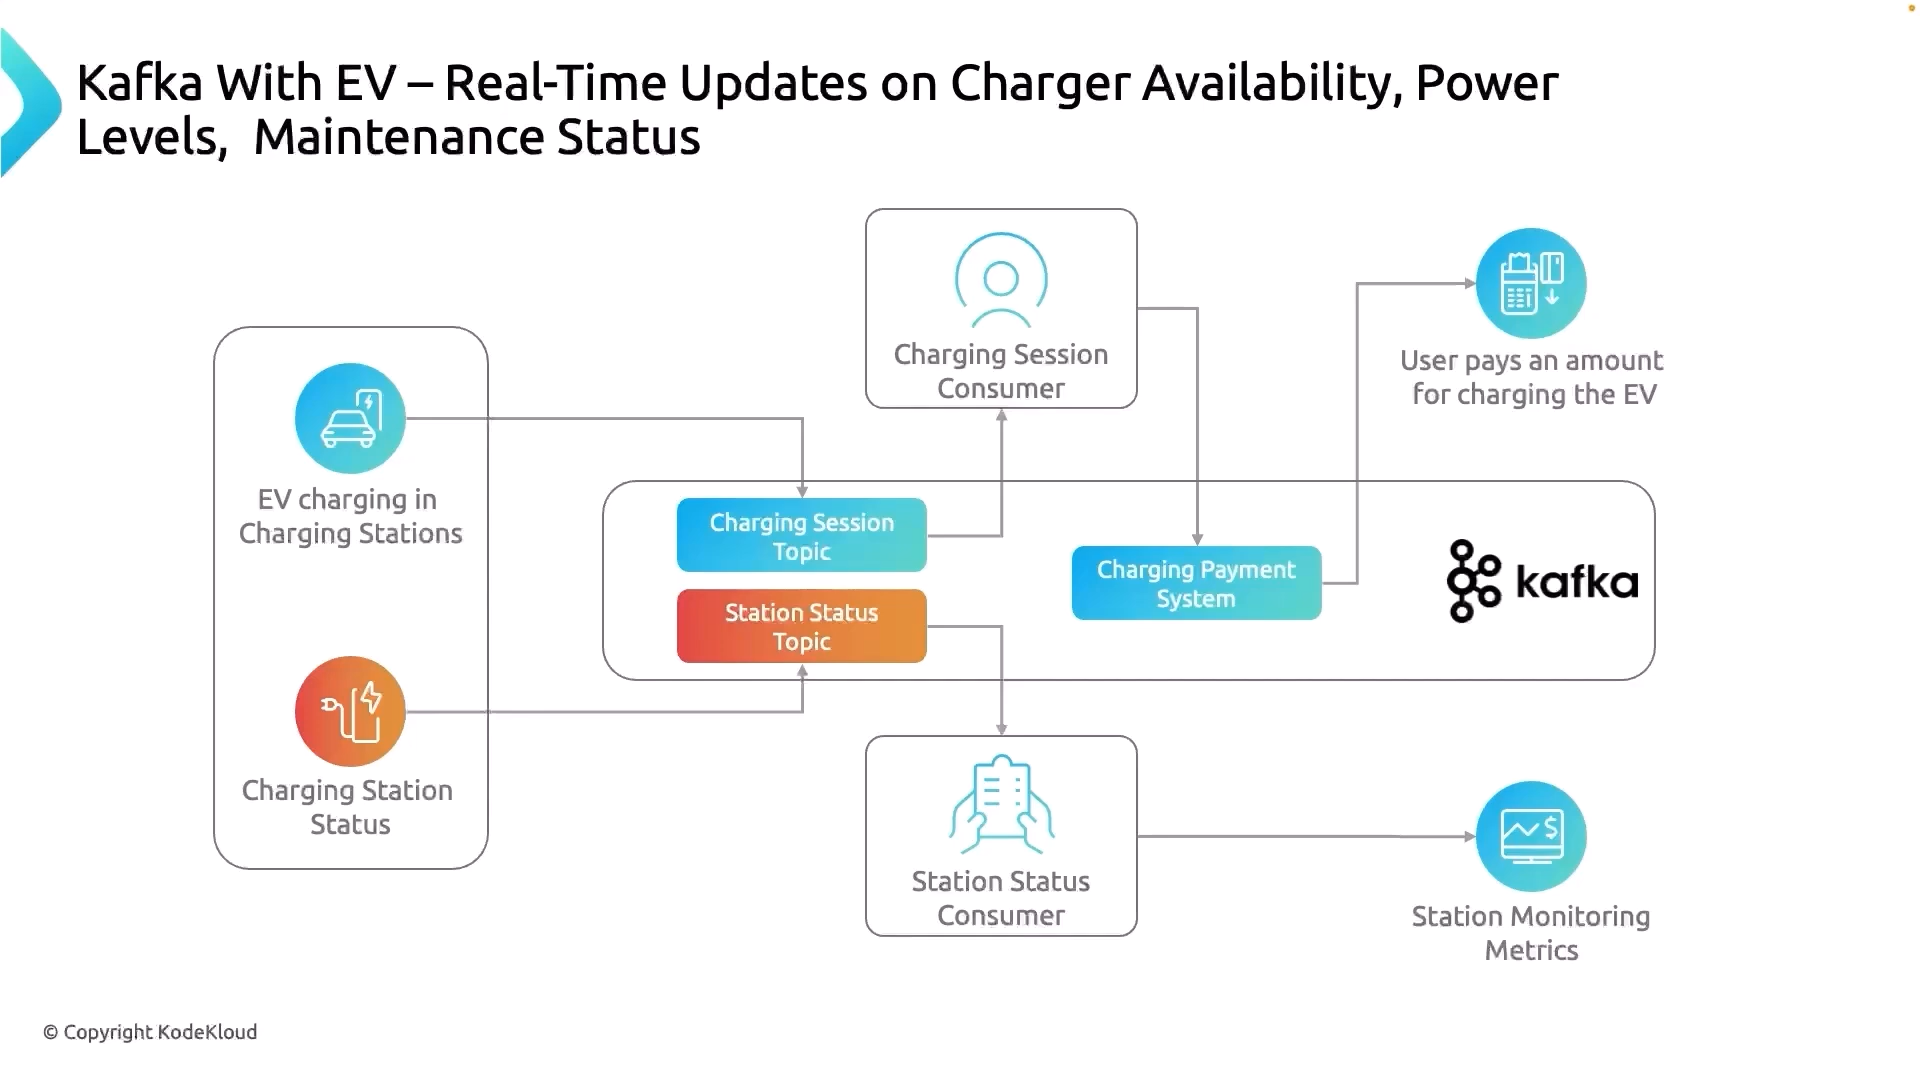 Kafka With EV – Real-Time Updates on Charger Availability, Power
Levels,  Maintenance Status
EV charging in
Charging Stations
Charging Station
Status
Charging Session
Consumer
Charging Session
Topic
Station Status
Topic
Charging Payment
System
kafka
User pays an amount
for charging the EV
Station Status
Consumer
Station Monitoring
Metrics
© Copyright KodeKloud